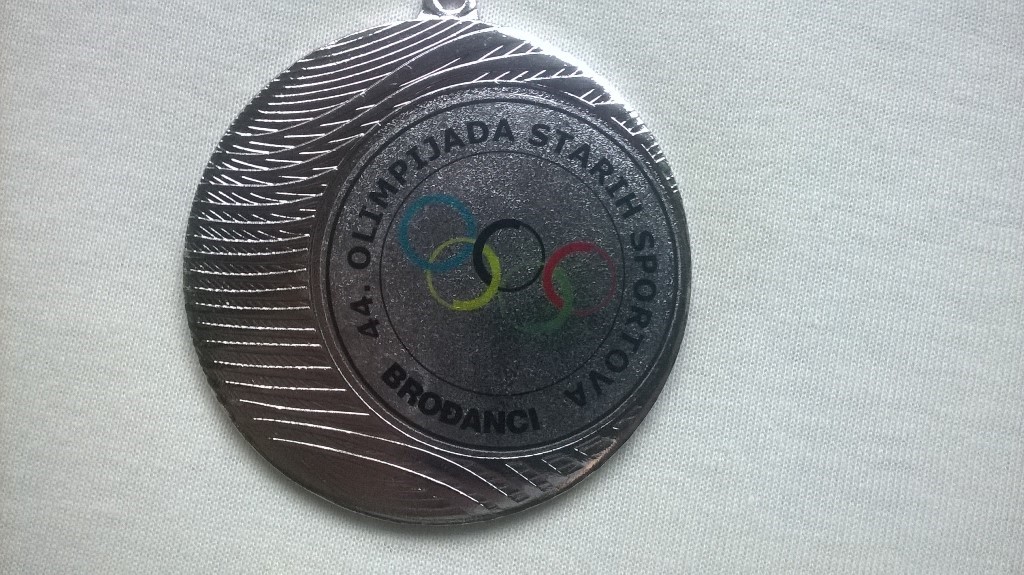 44. OLIMPIJADA STARIH SPORTOVA
BROĐANCI